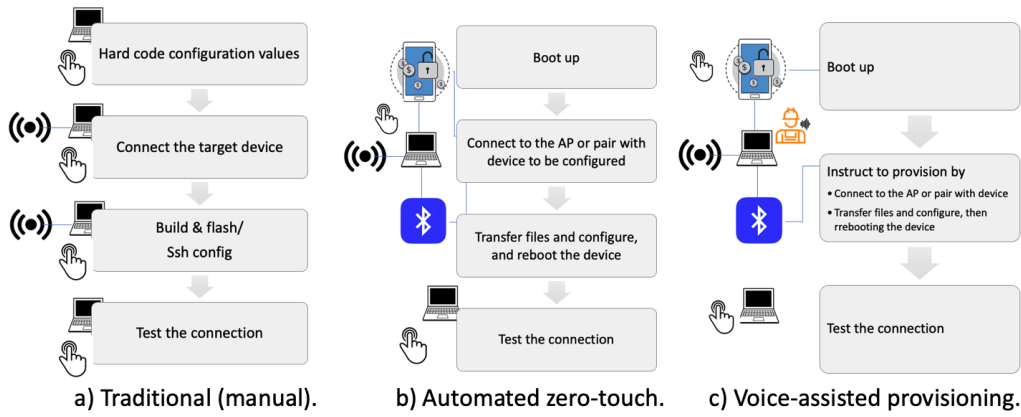 Hard code configuration values
Connect the target device
Build & flash/
Ssh config
Test the connection
a) Traditional (manual).
Boot up
Connect to the AP or pair with
device to be configured
Transfer files and configure,
and reboot the device
Test the connection
b) Automated zero-touch.
Boot up
Instruct to provision by
• Connect to the AP or pair with device
• Transfer files and configure, then
rrebooting the device
Test the connection
c) Voice-assisted provisioning.